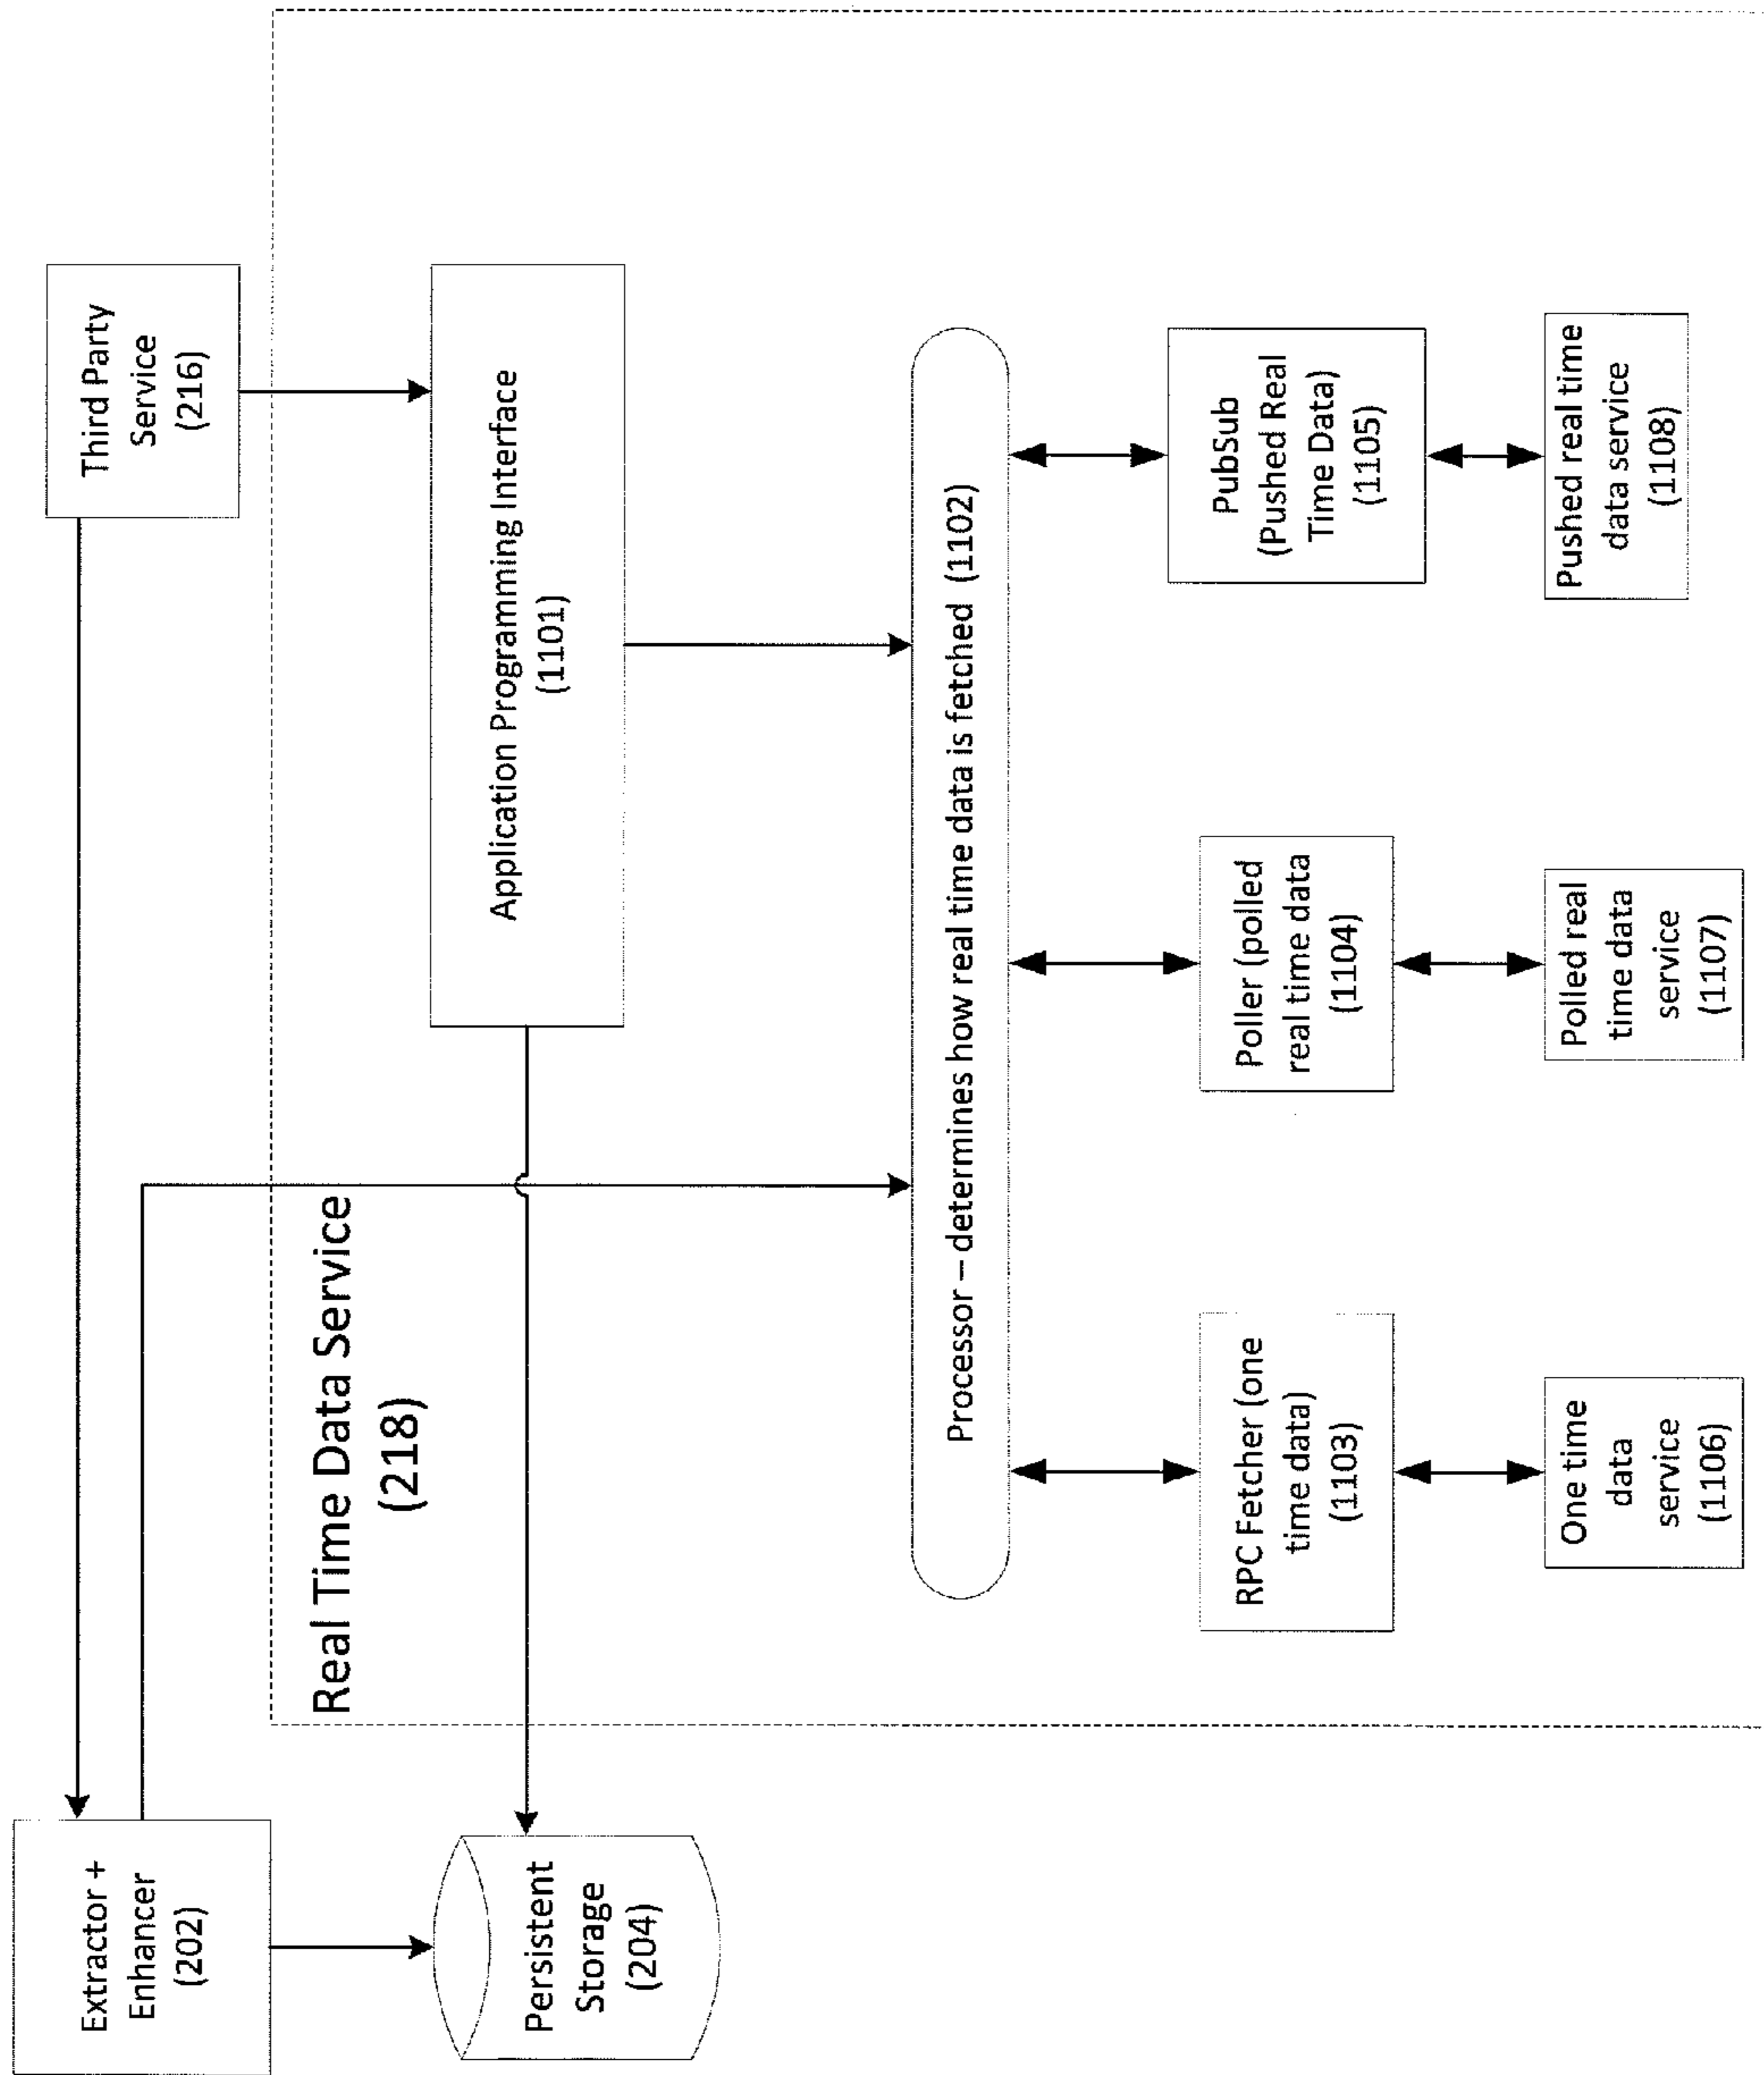 Extractor +
Enhancer
(202)
Third Party
Service
(216)
Real Time Data Service
(218)
Persistent
Storage
(204)
Application Programming Interface
(1101)
Processor – determines how real time data is fetched (1102)
RPC Fetcher (one
time data)
(1103)
Poller (polled
real time data
(1104)
PubSub
(Pushed Real
Time Data)
(1105)
One time
data
service
(1106)
Polled real
time data
service
(1107)
Pushed real time
data service
(1108)